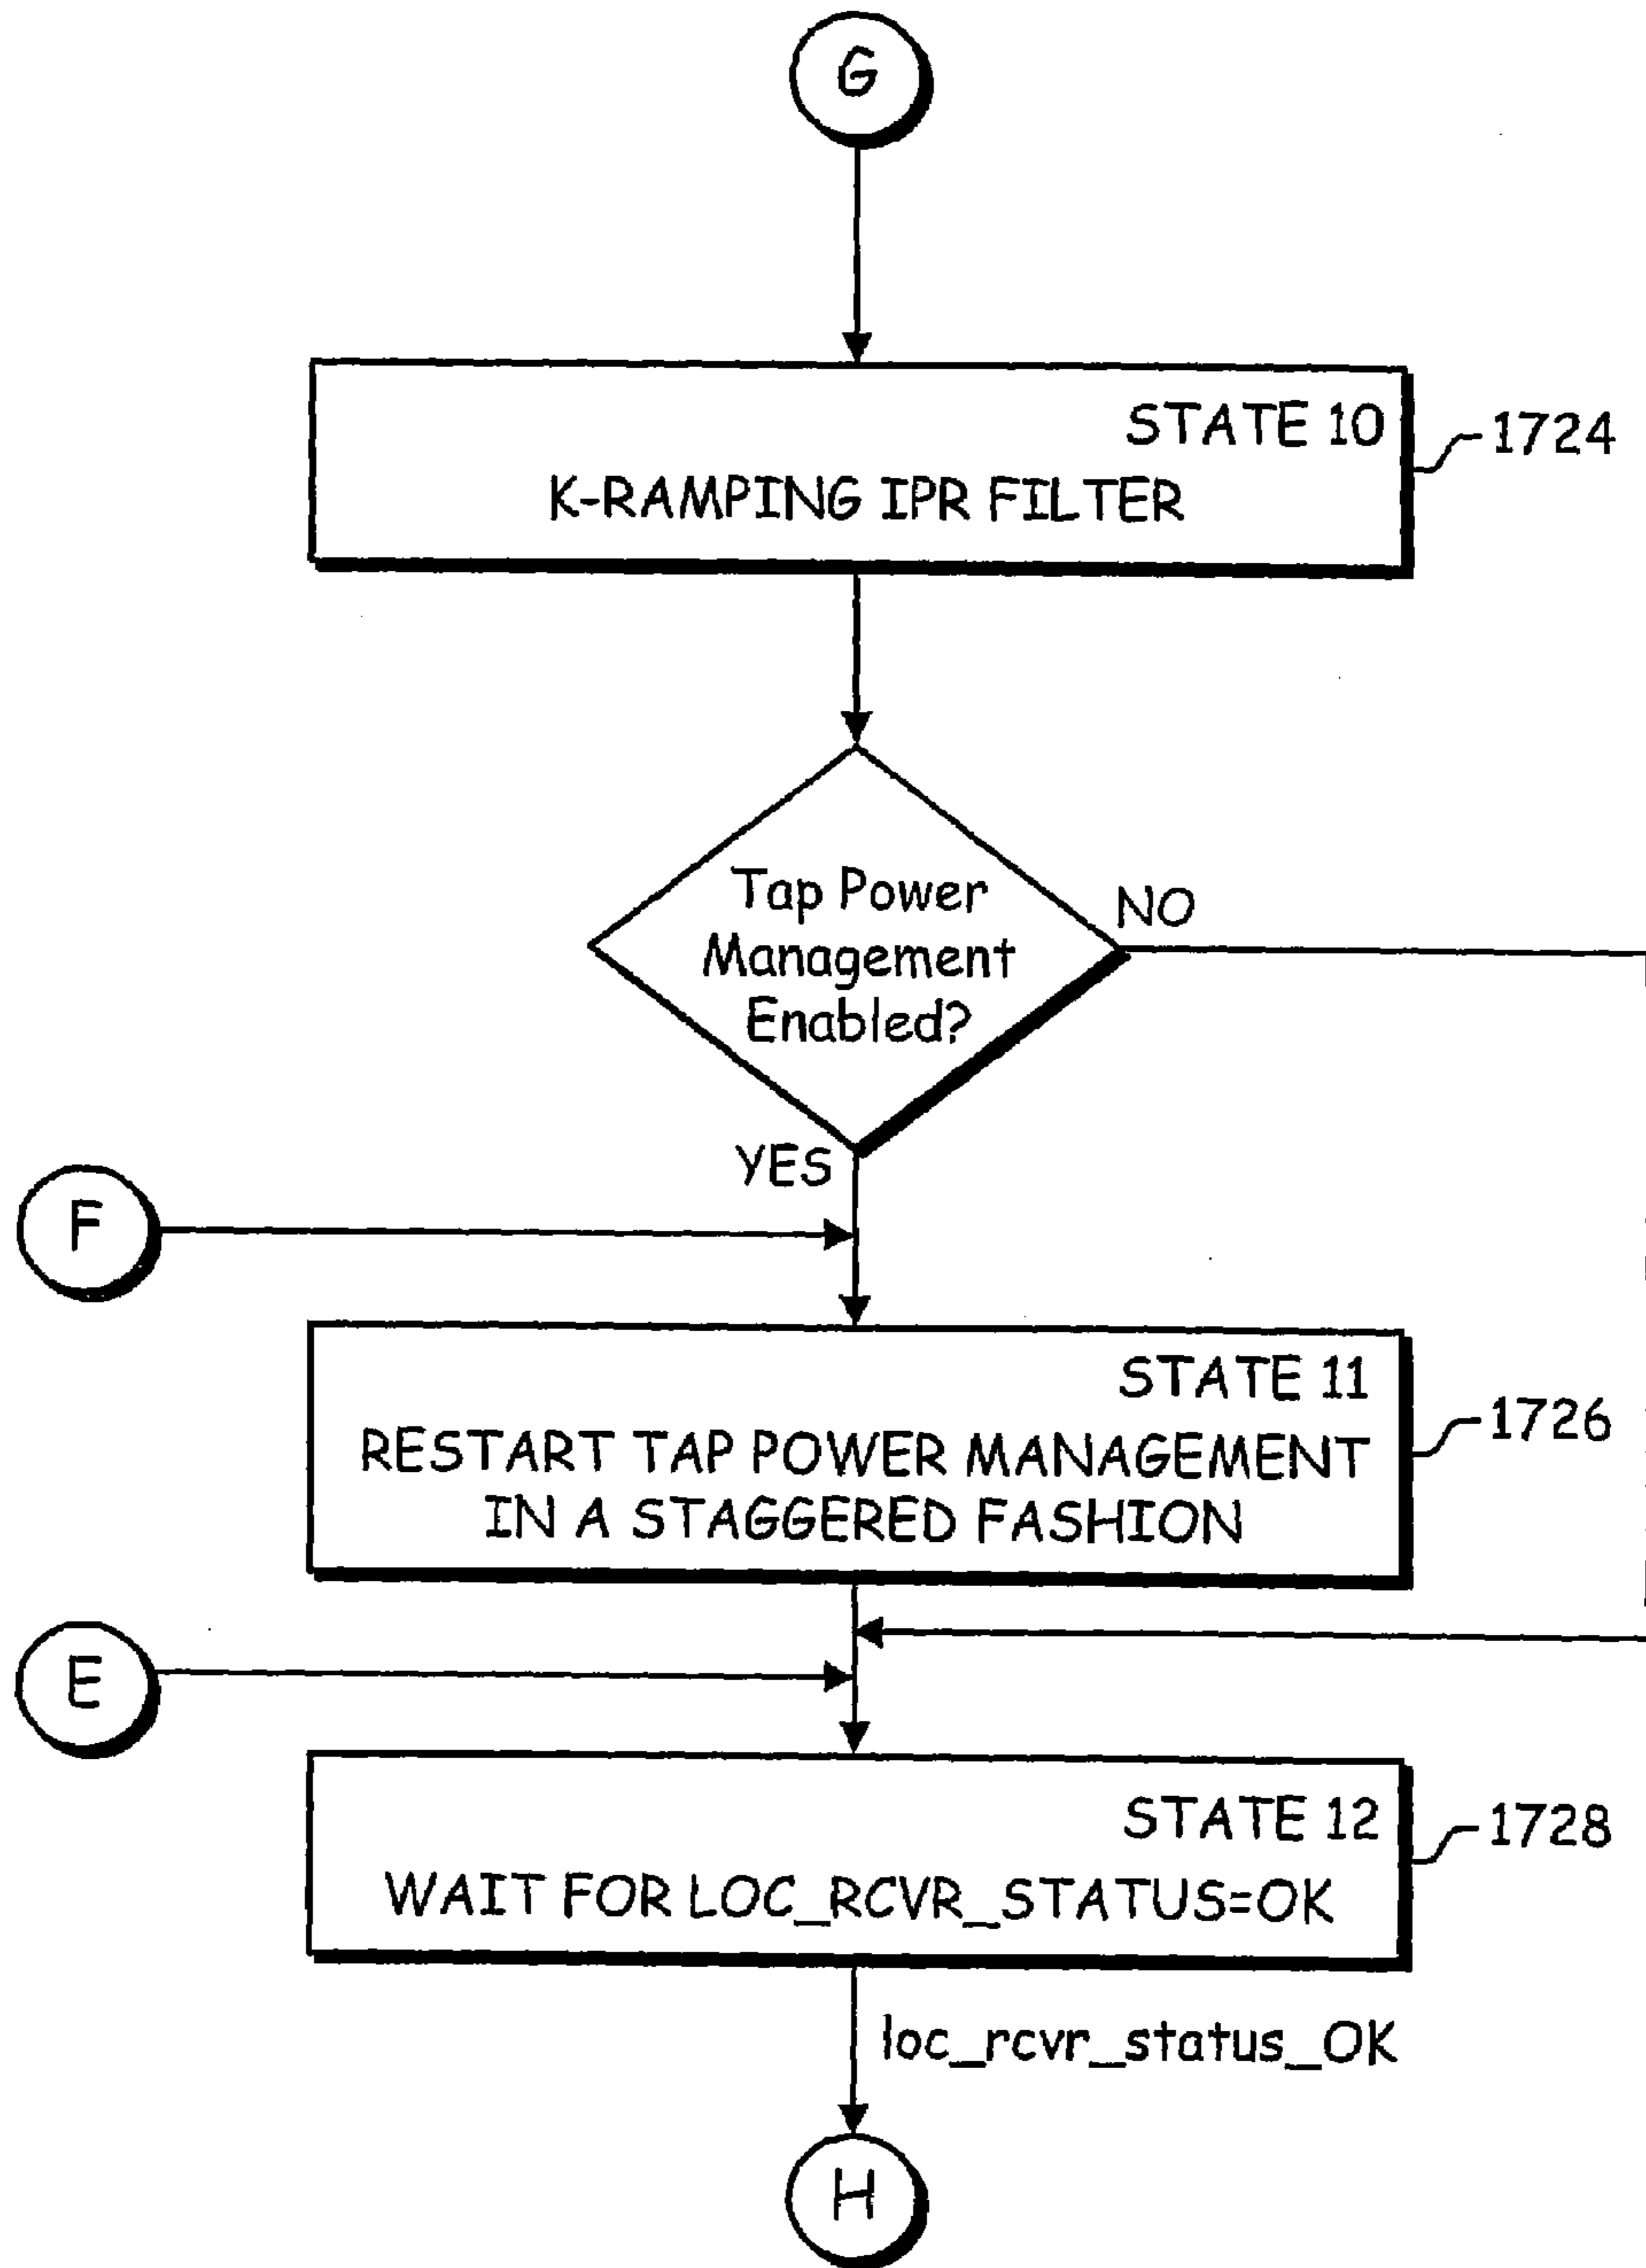 G
STATE 10
1724
K-RAMPING IPR FILTER
Tap Power
Management
Enabled?
NO
YES
F
STATE 11
1726
RESTART TAP POWER MANAGEMENT
IN A STAGGERED FASHION
E
STATE 12
1728
WAIT FOR LOC_RCVR_STATUS=OK
loc_rcvr_status_OK
H